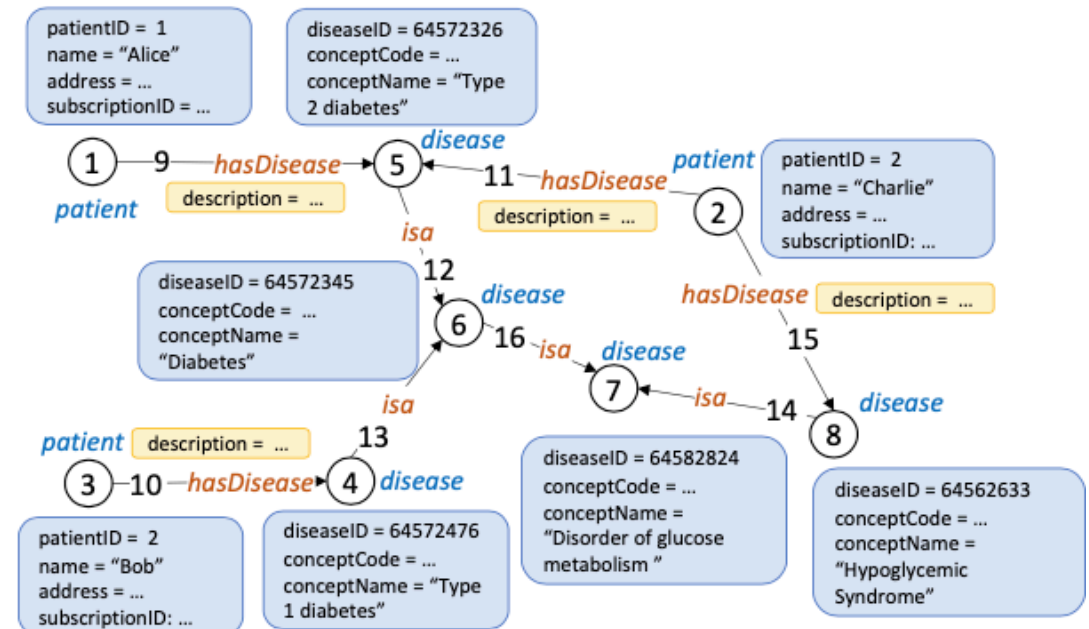 patientID = 1
name = “Alice”
address = ...
subscriptionID = ...
diseaseID = 64572326
conceptCode = ...
conceptName = “Type
2 diabetes”
1
9
hasDisease
5
disease
patient
description = ...
11
hasDisease
description = ...
patient
2
patientID = 2
name = “Charlie”
address = ...
subscriptionID: ...
isa
12
diseaseID = 64572345
conceptCode = ...
conceptName =
“Diabetes”
6
disease
16
isa
disease
7
hasDisease
description = ...
15
isa
14
8
disease
isa
13
patient
description = ...
3
10
hasDisease
4
disease
patientID = 2
name = “Bob”
address = ...
subscriptionID: ...
diseaseID = 64572476
conceptCode = ...
conceptName = “Type
1 diabetes”
diseaseID = 64582824
conceptCode = ...
conceptName =
“Disorder of glucose
metabolism ”
diseaseID = 64562633
conceptCode = ...
conceptName =
“Hypoglycemic
Syndrome”